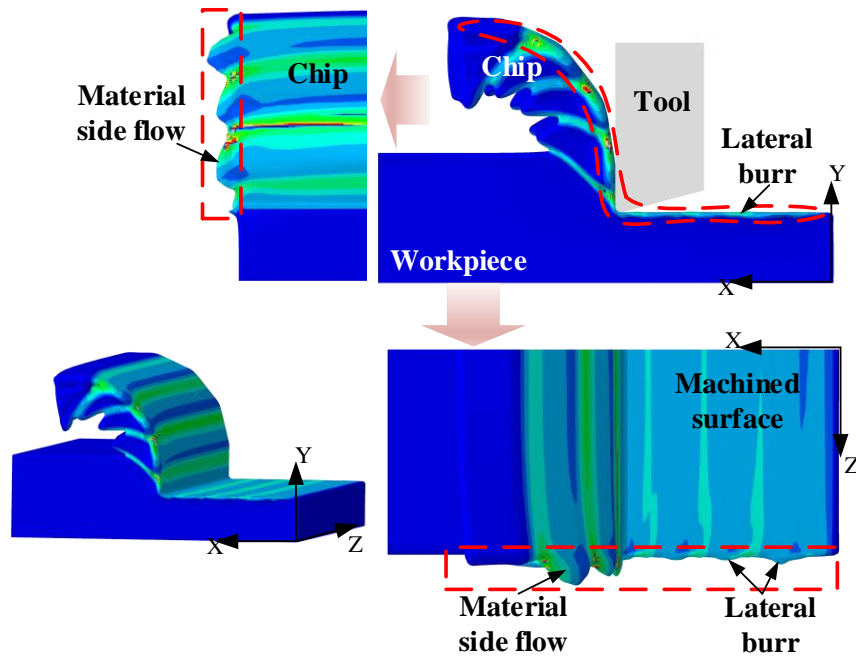 Chip
Material
side flow
Chip
Tool
Lateral
burr
Y
Workpiece
X
Y
X
Z
X
Machined
surface
Z
Material
side flow
Lateral
burr